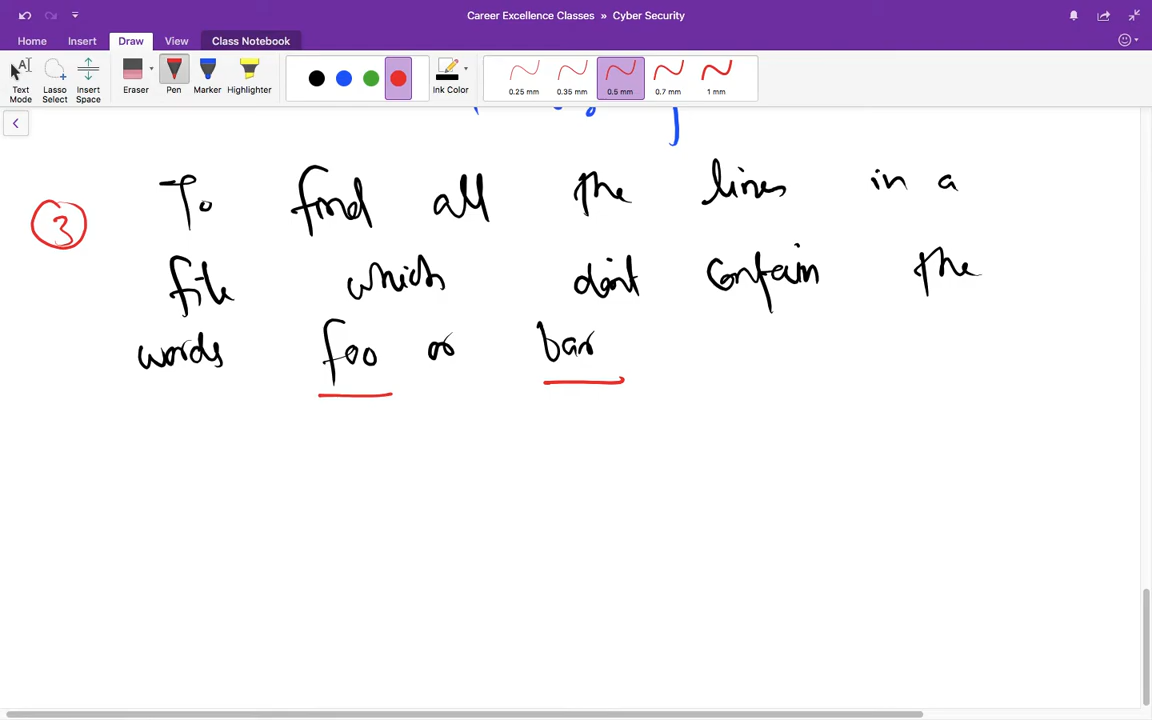 Career Excellence Classes » Cyber Security
Home Insert Draw View Class Notebook
Text Mode
Lasso Select
Insert Space
Eraser
Pen
Marker
Highlighter
Ink Color
0.25 mm
0.35 mm
0.5 mm
0.7 mm
1 mm
3 To find all the lines in a
file which don't contain the
words foo or bar